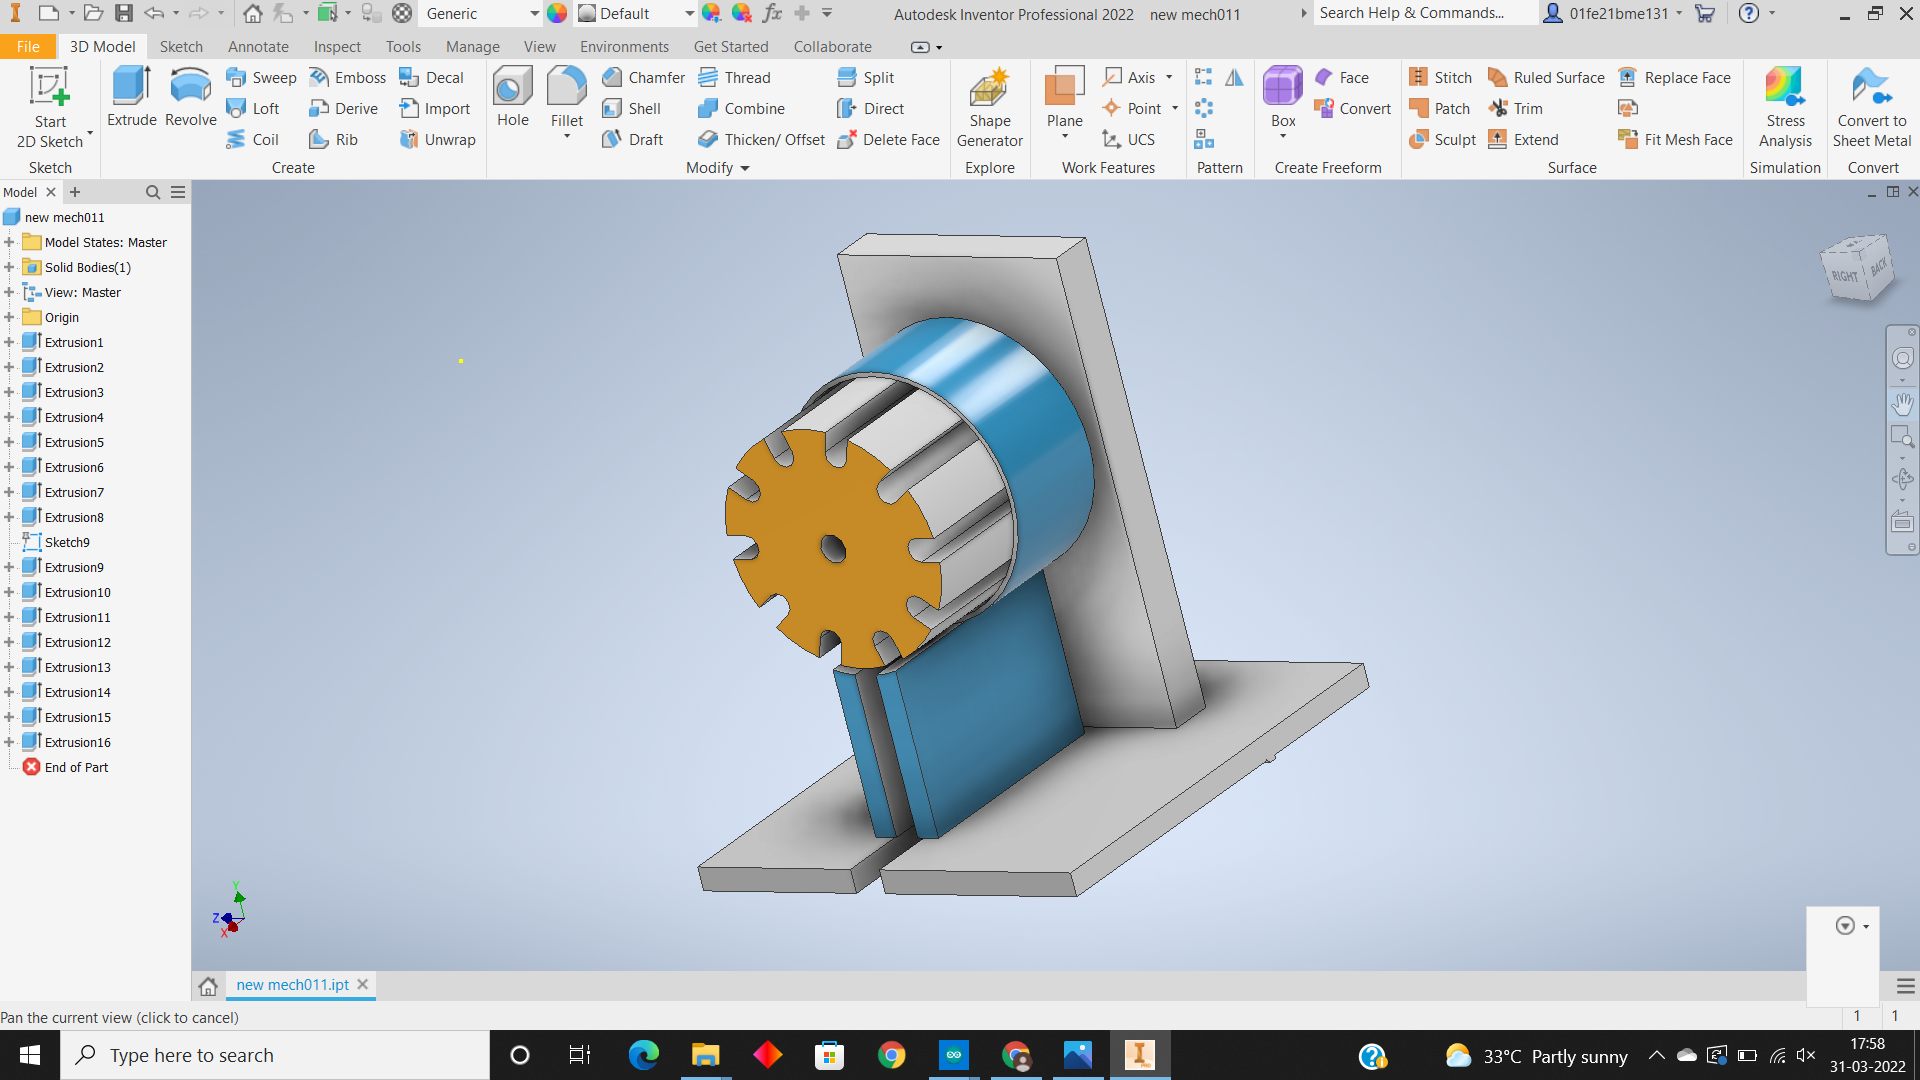 Generic
Default
fx
Autodesk Inventor Professional 2022 new mech011
Search Help & Commands...
01fe21bme131
File
3D Model
Sketch
Annotate
Inspect
Tools
Manage
View
Environments
Get Started
Collaborate
Start
2D Sketch
Sketch
Extrude
Revolve
Sweep
Emboss
Decal
Loft
Derive
Import
Coil
Rib
Unwrap
Create
Hole
Fillet
Chamfer
Thread
Split
Shell
Combine
Direct
Draft
Thicken/ Offset
Delete Face
Modify
Shape
Generator
Explore
Plane
Axis
Point
UCS
Work Features
Pattern
Box
Face
Convert
Create Freeform
Stitch
Ruled Surface
Replace Face
Patch
Trim
Sculpt
Extend
Fit Mesh Face
Surface
Stress
Analysis
Simulation
Convert to
Sheet Metal
Convert
Model
new mech011
Model States: Master
Solid Bodies(1)
View: Master
Origin
Extrusion1
Extrusion2
Extrusion3
Extrusion4
Extrusion5
Extrusion6
Extrusion7
Extrusion8
Sketch9
Extrusion9
Extrusion10
Extrusion11
Extrusion12
Extrusion13
Extrusion14
Extrusion15
Extrusion16
End of Part
RIGHT
BACK
Y
Z
X
new mech011.ipt
Pan the current view (click to cancel)
1
1
Type here to search
33°C Partly sunny
17:58
31-03-2022